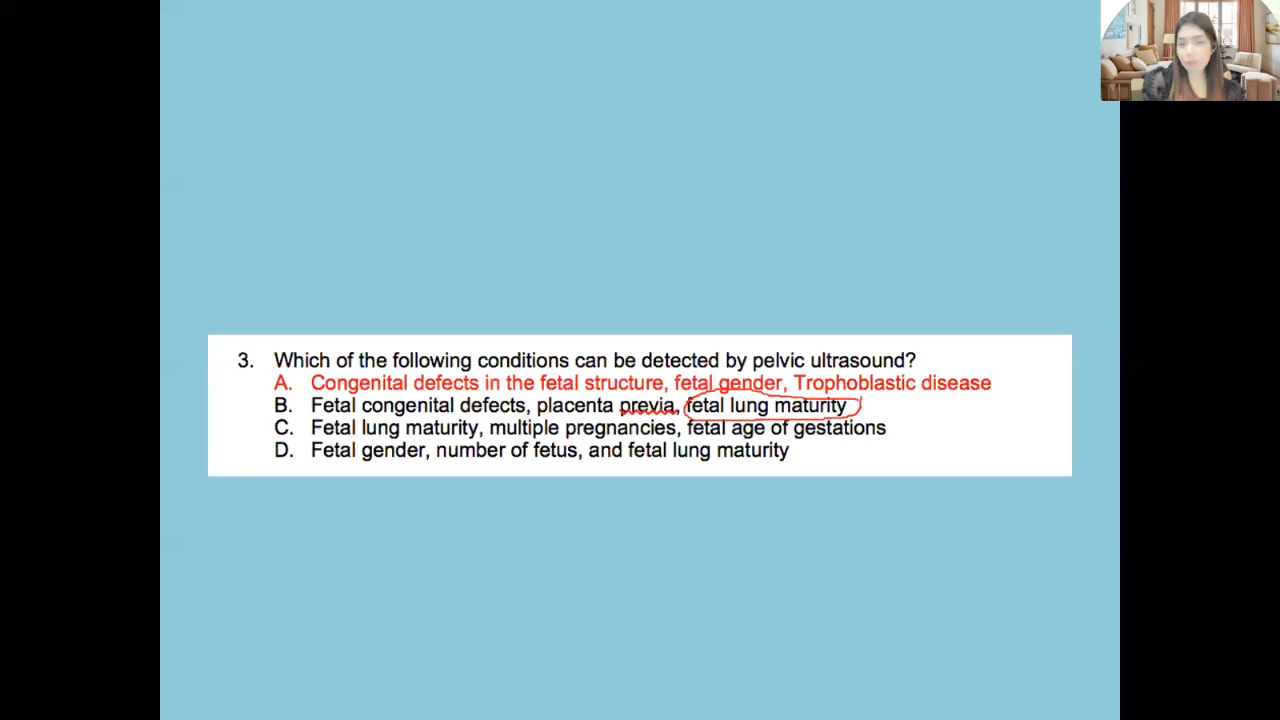 3. Which of the following conditions can be detected by pelvic ultrasound?
A. Congenital defects in the fetal structure, fetal gender, Trophoblastic disease
B. Fetal congenital defects, placenta previa, fetal lung maturity
C. Fetal lung maturity, multiple pregnancies, fetal age of gestations
D. Fetal gender, number of fetus, and fetal lung maturity